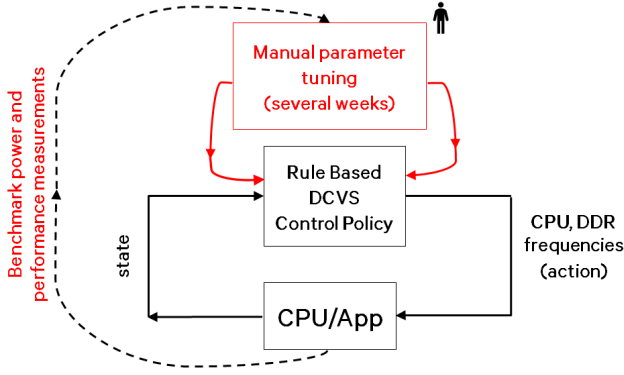 Manual parameter
tuning
(several weeks)
Benchmark power and
performance measurements
Rule Based
DCVS
Control Policy
state
CPU, DDR
frequencies
(action)
CPU/App